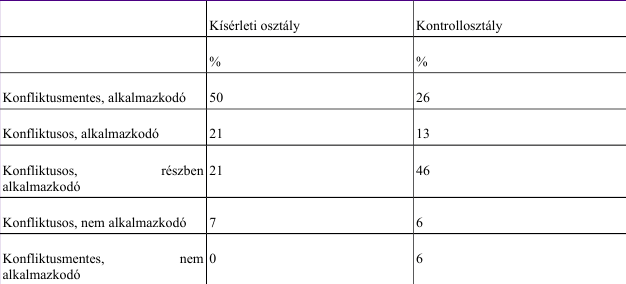 Kísérleti osztály Kontrollosztály
% %
Konfliktusmentes, alkalmazkodó 50 26
Konfliktusos, alkalmazkodó 21 13
Konfliktusos, részben 21 46
alkalmazkodó
Konfliktusos, nem alkalmazkodó 7 6
Konfliktusmentes, nem 0 6
alkalmazkodó